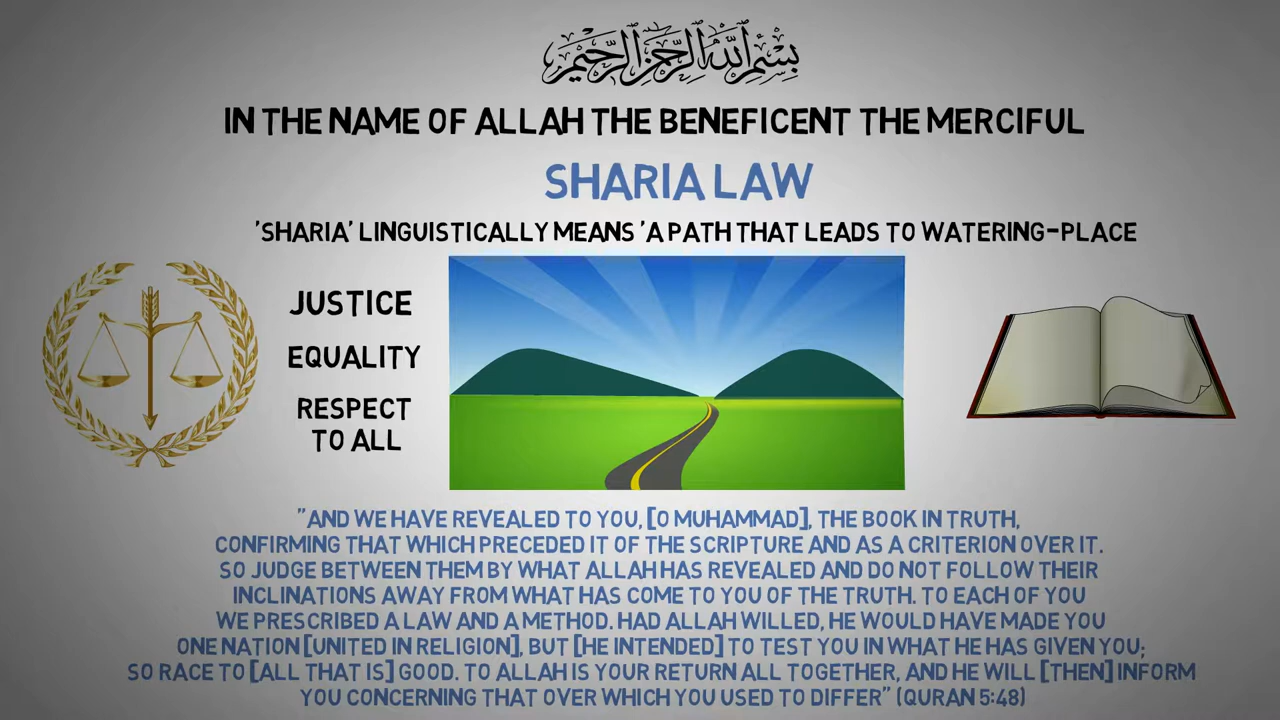 بسم الله الرحمن الرحيم
IN THE NAME OF ALLAH THE BENEFICENT THE MERCIFUL
SHARIA LAW
'SHARIA' LINGUISTICALLY MEANS 'A PATH THAT LEADS TO WATERING-PLACE
JUSTICE
EQUALITY
RESPECT
TO ALL
"AND WE HAVE REVEALED TO YOU, [O MUHAMMAD], THE BOOK IN TRUTH,
CONFIRMING THAT WHICH PRECEDED IT OF THE SCRIPTURE AND AS A CRITERION OVER IT.
SO JUDGE BETWEEN THEM BY WHAT ALLAH HAS REVEALED AND DO NOT FOLLOW THEIR
INCLINATIONS AWAY FROM WHAT HAS COME TO YOU OF THE TRUTH. TO EACH OF YOU
WE PRESCRIBED A LAW AND A METHOD. HAD ALLAH WILLED, HE WOULD HAVE MADE YOU
ONE NATION [UNITED IN RELIGION], BUT [HE INTENDED] TO TEST YOU IN WHAT HE HAS GIVEN YOU;
SO RACE TO [ALL THAT IS] GOOD. TO ALLAH IS YOUR RETURN ALL TOGETHER, AND HE WILL [THEN] INFORM
YOU CONCERNING THAT OVER WHICH YOU USED TO DIFFER" (QURAN 5:48)